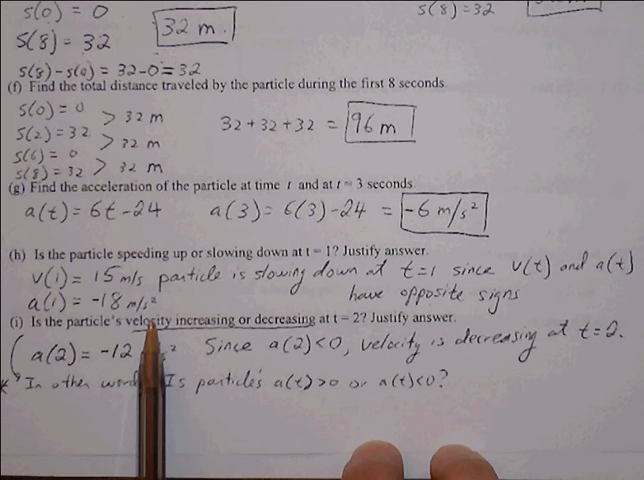 s(0) = 0
s(8) = 32
s(8) = 32
32 m.
s(8) - s(0) = 32-0 = 32
(f) Find the total distance traveled by the particle during the first 8 seconds
s(0) = 0
> 32 m
s(2) = 32
> 32 m
s(6) = 0
> 32 m
s(8) = 32
32 + 32 + 32 = 96 m
(g) Find the acceleration of the particle at time t and at t = 3 seconds
a(t) = 6t - 24 a(3) = 6(3) - 24 = -6 m/s²
(h) Is the particle speeding up or slowing down at t = 1? Justify answer.
v(1) = 15 m/s particle is slowing down at t=1 since v(t) and a(t)
a(1) = -18 m/s² have opposite signs
(i) Is the particle's velocity increasing or decreasing at t = 2? Justify answer.
a(2) = -12 s² Since a(2) < 0, velocity is decreasing at t = 2.
* In other Is particle's a(t) > 0 or a(t) < 0?